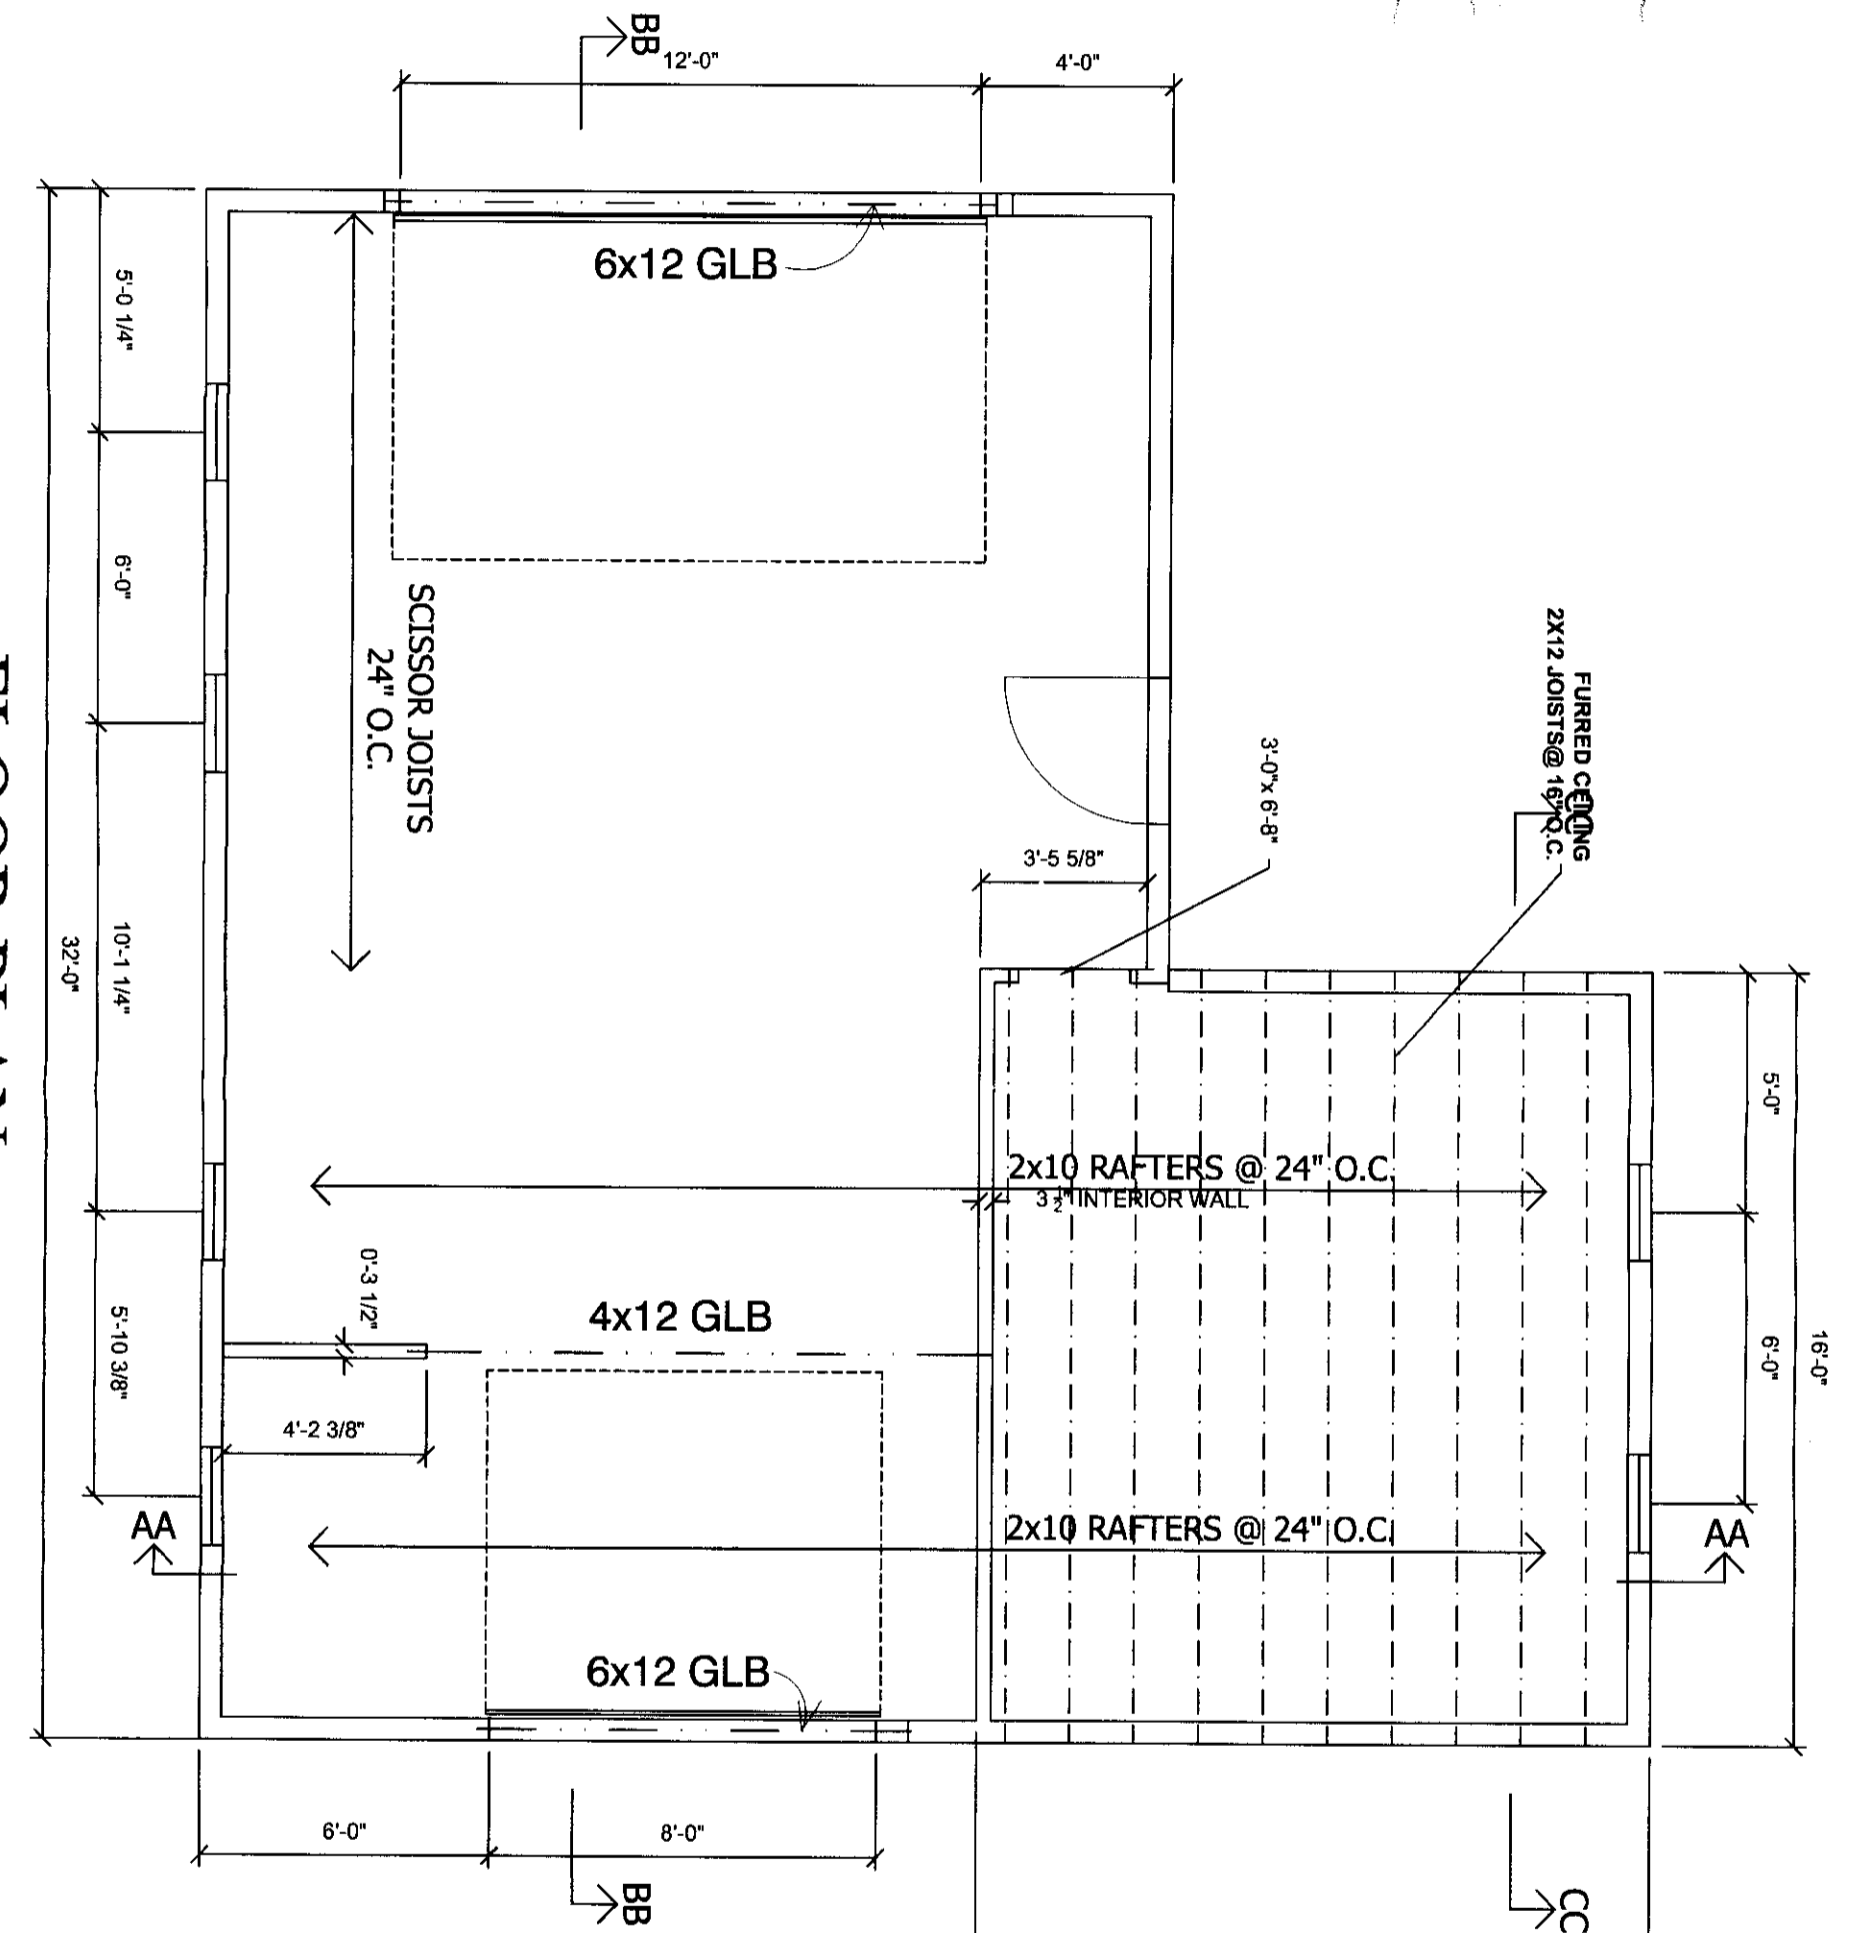 BB
12'-0"
4'-0"
6x12 GLB
5'-0 1/4"
6'-0"
10'-1 1/4"
5'-10 3/8"
32'-0"
SCISSOR JOISTS
24" O.C.
FURRED CEILING
2X12 JOISTS@ 16"O.C.
CC
3'-0"x 6'-8"
3'-5 5/8"
5'-0"
6'-0"
16'-0"
2x10 RAFTERS @ 24" O.C.
3 1/2" INTERIOR WALL
0'-3 1/2"
4x12 GLB
4'-2 3/8"
AA
2x10 RAFTERS @ 24" O.C.
AA
6x12 GLB
6'-0"
8'-0"
BB
CC
FLOOR PLAN